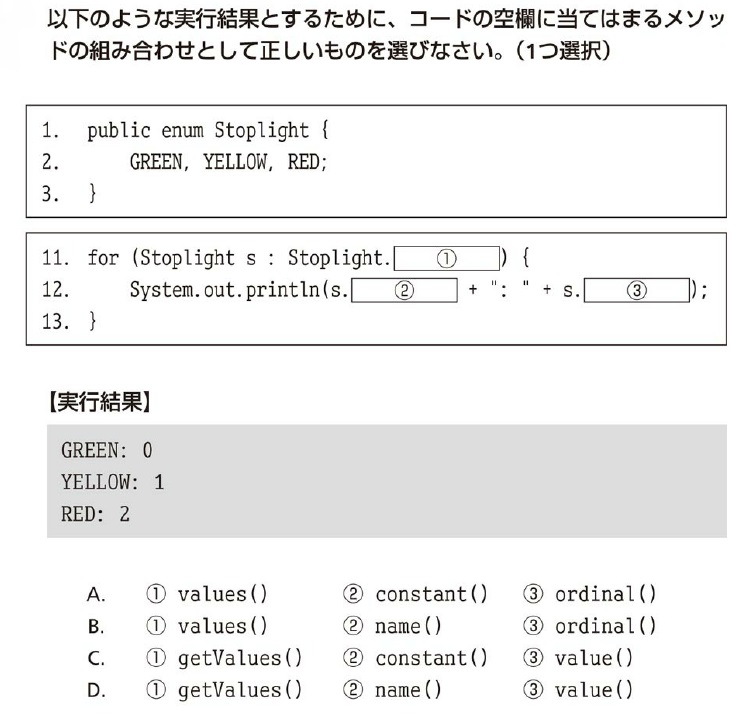 以下のような実行結果とするために、コードの空欄に当てはまるメソッ
ドの組み合わせとして正しいものを選びなさい。（1つ選択）
1. public enum Stoplight {
2. GREEN, YELLOW, RED;
3. }
11. for (Stoplight s : Stoplight. ① ) {
12. System.out.println(s. ② + ": " + s. ③ );
13. }
【実行結果】
GREEN: 0
YELLOW: 1
RED: 2
A. ① values() ② constant() ③ ordinal()
B. ① values() ② name() ③ ordinal()
C. ① getValues() ② constant() ③ value()
D. ① getValues() ② name() ③ value()